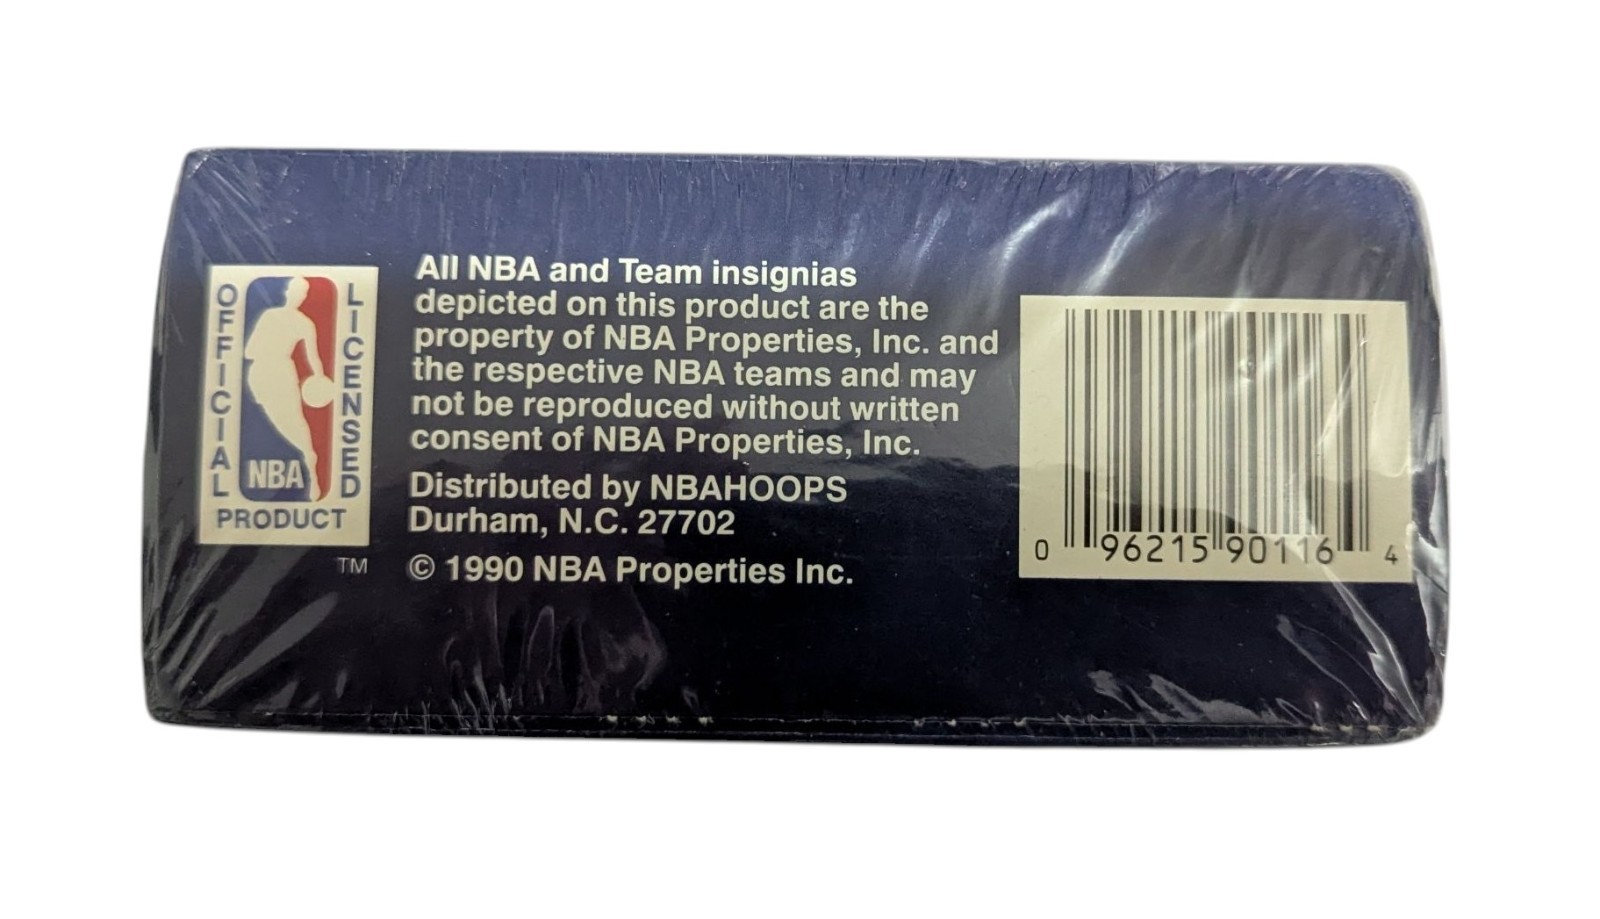 OFFICIAL
LICENSED
NBA
PRODUCT
TM
All NBA and Team insignias
depicted on this product are the
property of NBA Properties, Inc. and
the respective NBA teams and may
not be reproduced without written
consent of NBA Properties, Inc.
Distributed by NBAHOOPS
Durham, N.C. 27702
© 1990 NBA Properties Inc.
0 96215 90116 4